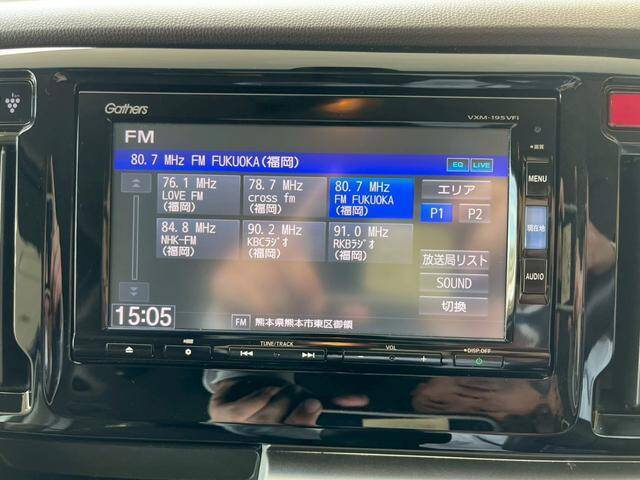 Gathers
VXM-195VFi
FM
80.7 MHz FM FUKUOKA(福岡)
EQ LIVE
76.1 MHz
LOVE FM
(福岡)
78.7 MHz
cross fm
(福岡)
80.7 MHz
FM FUKUOKA
(福岡)
エリア
P1 P2
84.8 MHz
NHK-FM
(福岡)
90.2 MHz
KBCラジオ
(福岡)
91.0 MHz
RKBラジオ
(福岡)
放送局リスト
SOUND
切換
15:05
FM 熊本県熊本市東区御領
MENU
現在地
AUDIO
TUNE/TRACK
VOL
DISP.OFF